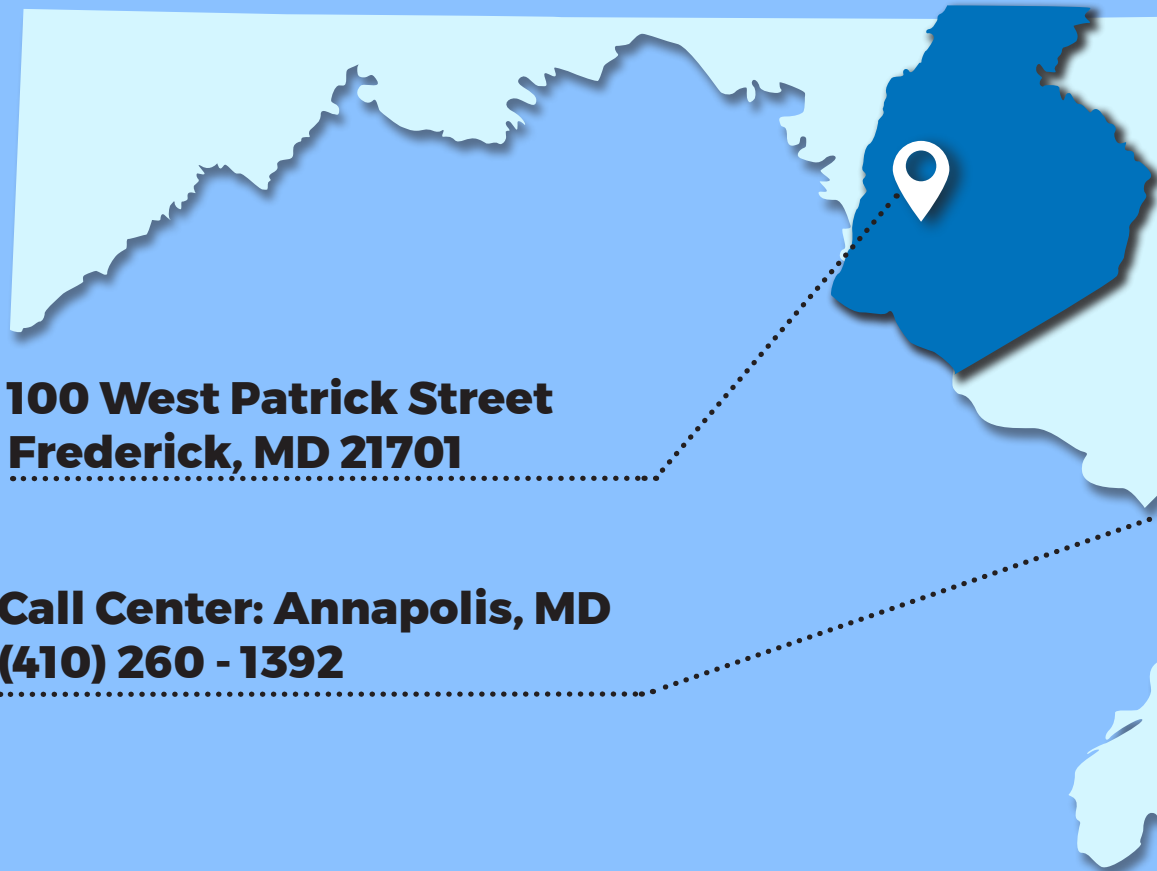 100 West Patrick Street
Frederick, MD 21701
Call Center: Annapolis, MD
(410) 260 - 1392